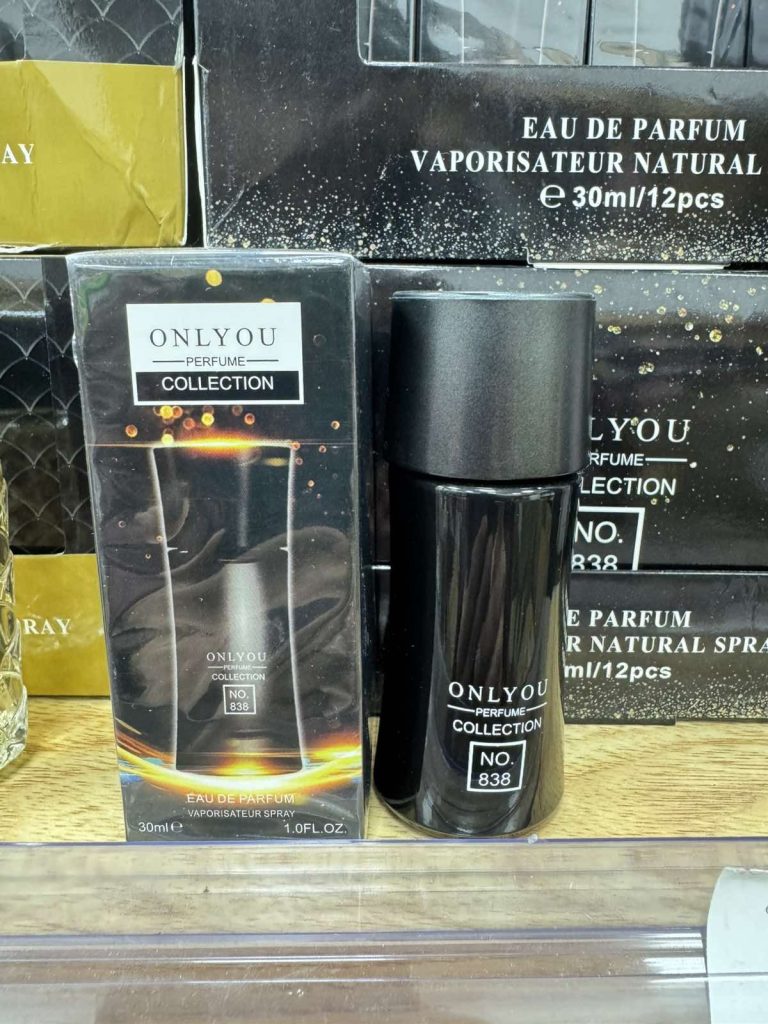 AY
EAU DE PARFUM
VAPORISATEUR NATURAL
e 30ml/12pcs
ONLYOU
PERFUME
COLLECTION
ONLYOU
PERFUME
COLLECTION
NO.
838
EAU DE PARFUM
VAPORISATEUR SPRAY
30ml e 1.0FL.OZ.
ONLYOU
PERFUME
COLLECTION
NO.
838
LYOU
RFUME
LECTION
NO.
838
RAY
E PARFUM
R NATURAL SPRA
ml/12pcs